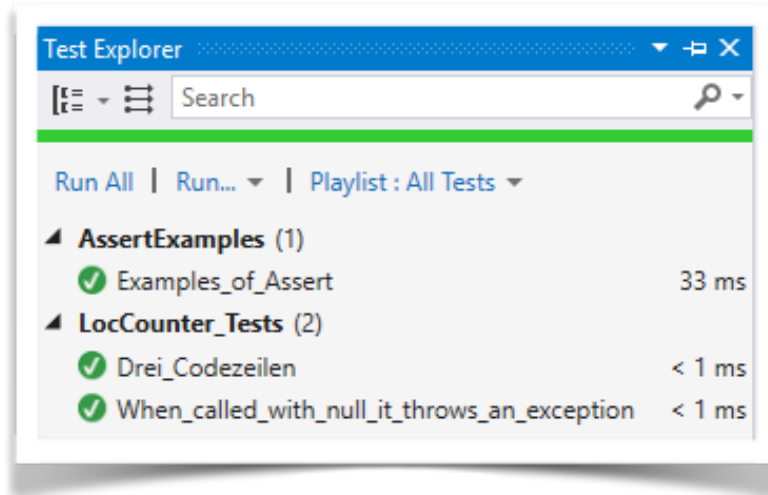 Test Explorer
Search
Run All | Run... | Playlist : All Tests
AssertExamples (1)
Examples_of_Assert 33 ms
LocCounter_Tests (2)
Drei_Codezeilen < 1 ms
When_called_with_null_it_throws_an_exception < 1 ms